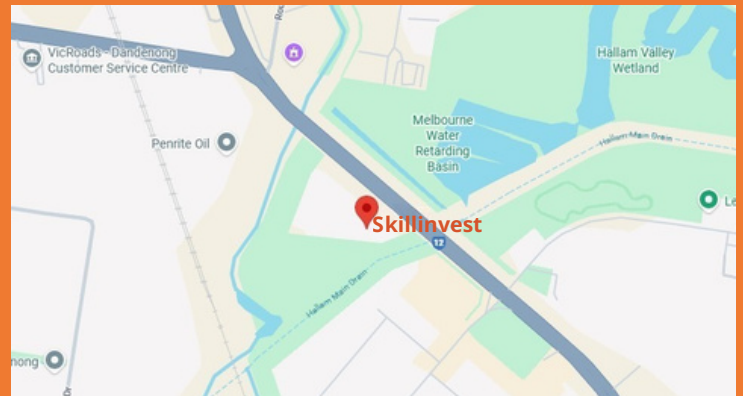 VicRoads - Dandenong
Customer Service Centre
Hallam Valley
Wetland
Melbourne
Water
Retarding
Basin
Hallam Main Drain
Penrite Oil
Skillinvest
12
Hallam Main Drain